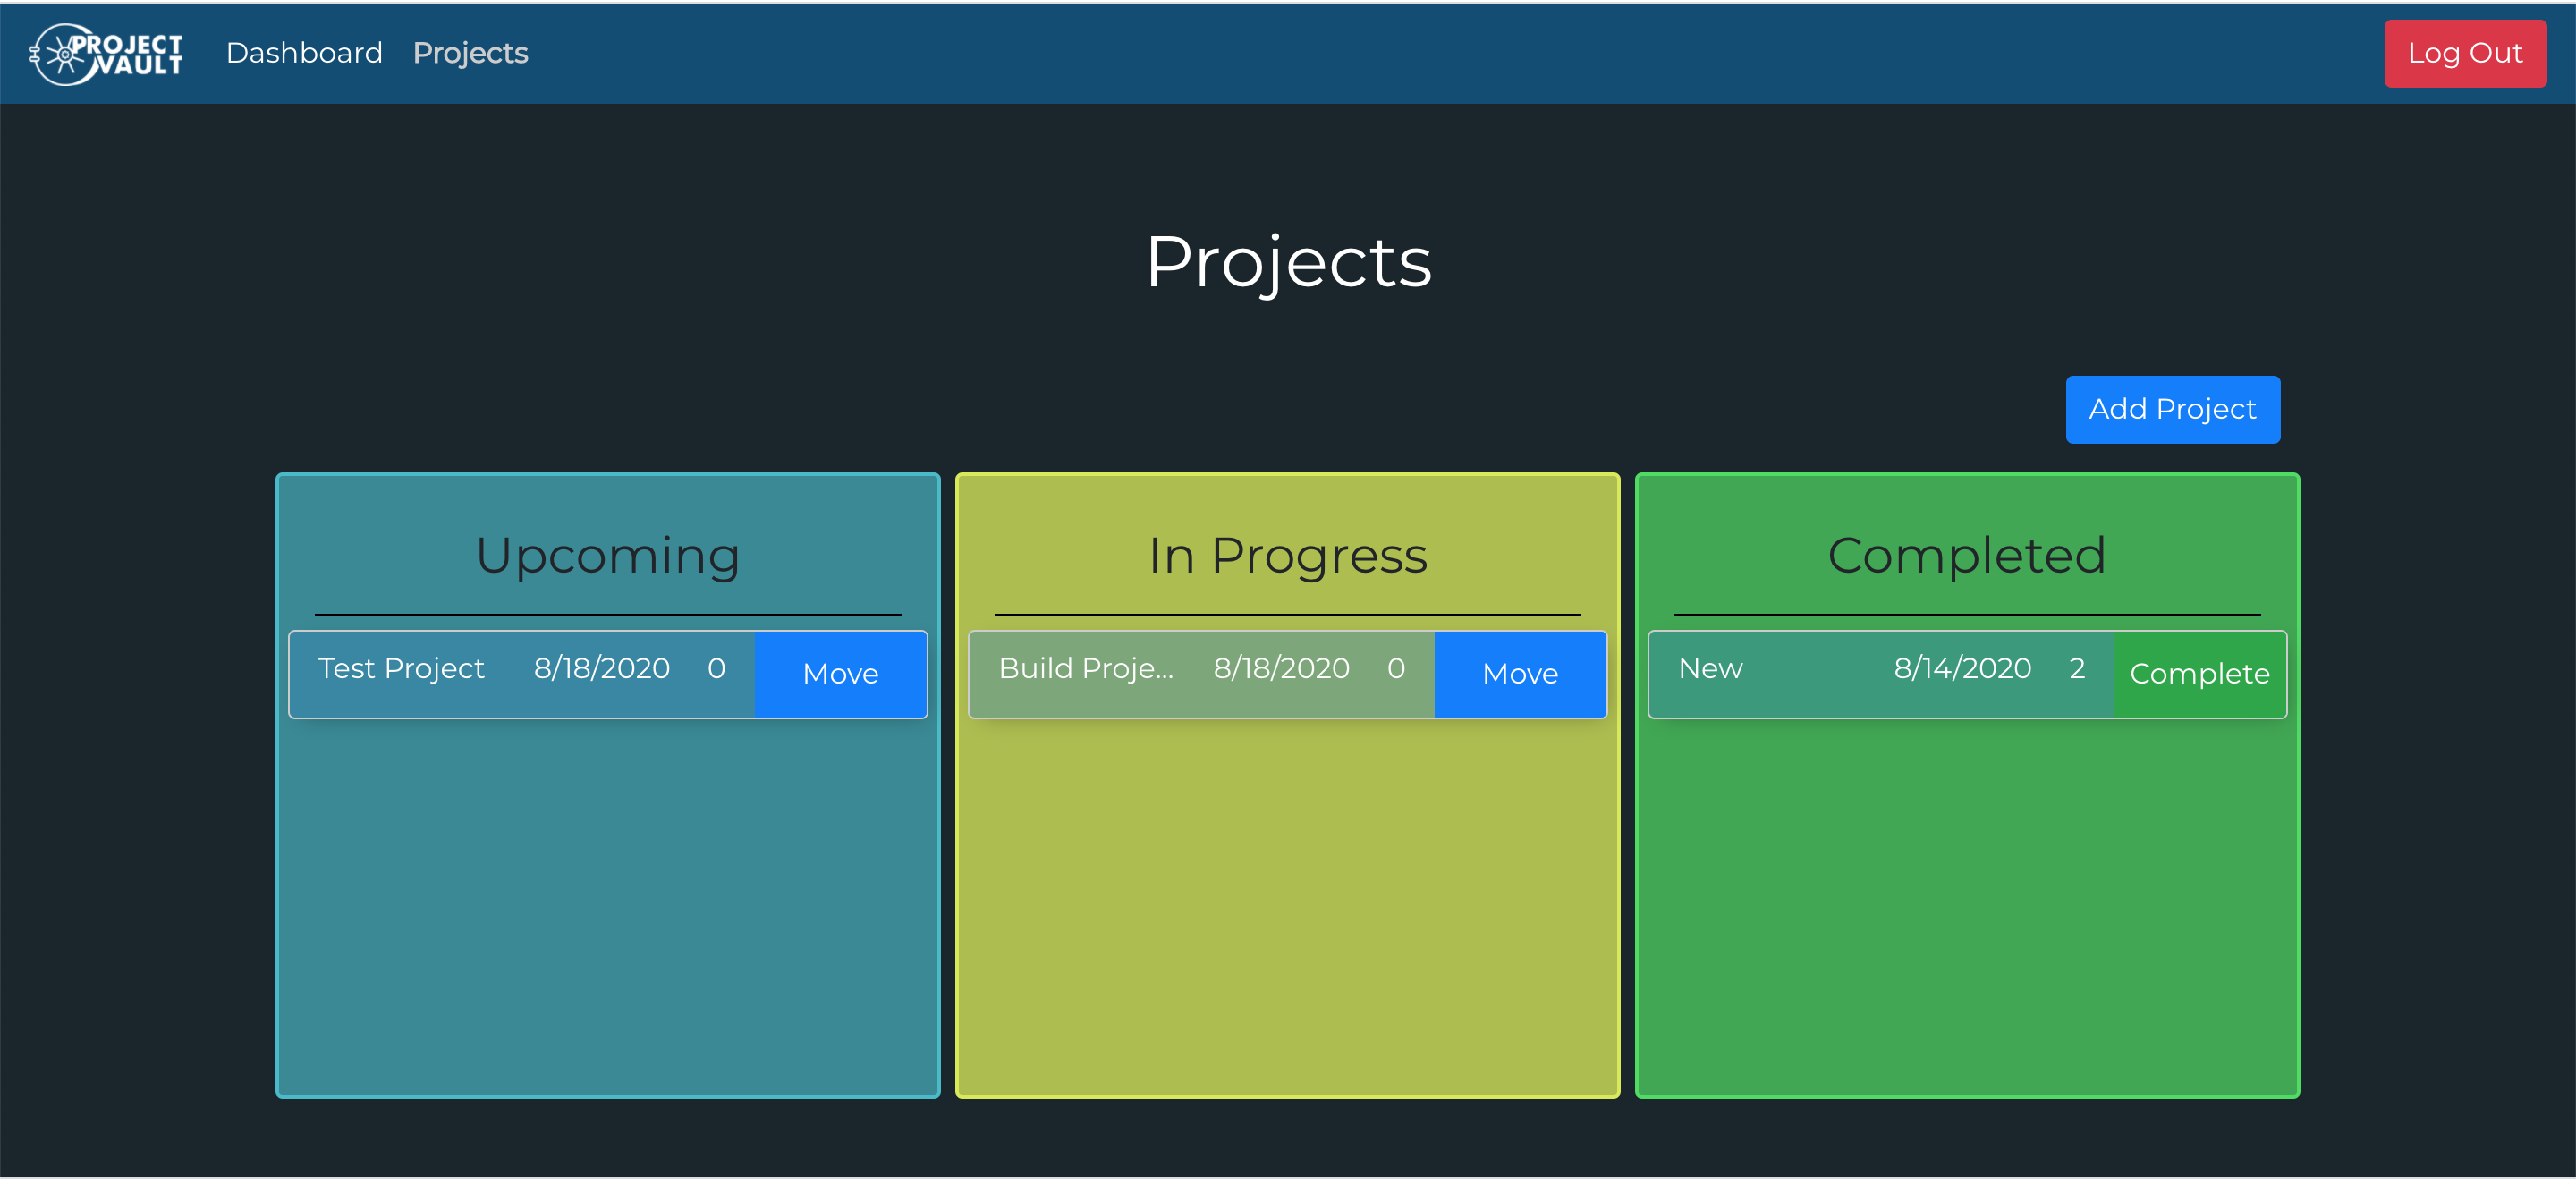 PROJECT
VAULT
Dashboard Projects
Log Out
Projects
Add Project
Upcoming
Test Project 8/18/2020 0 Move
In Progress
Build Proje... 8/18/2020 0 Move
Completed
New 8/14/2020 2 Complete